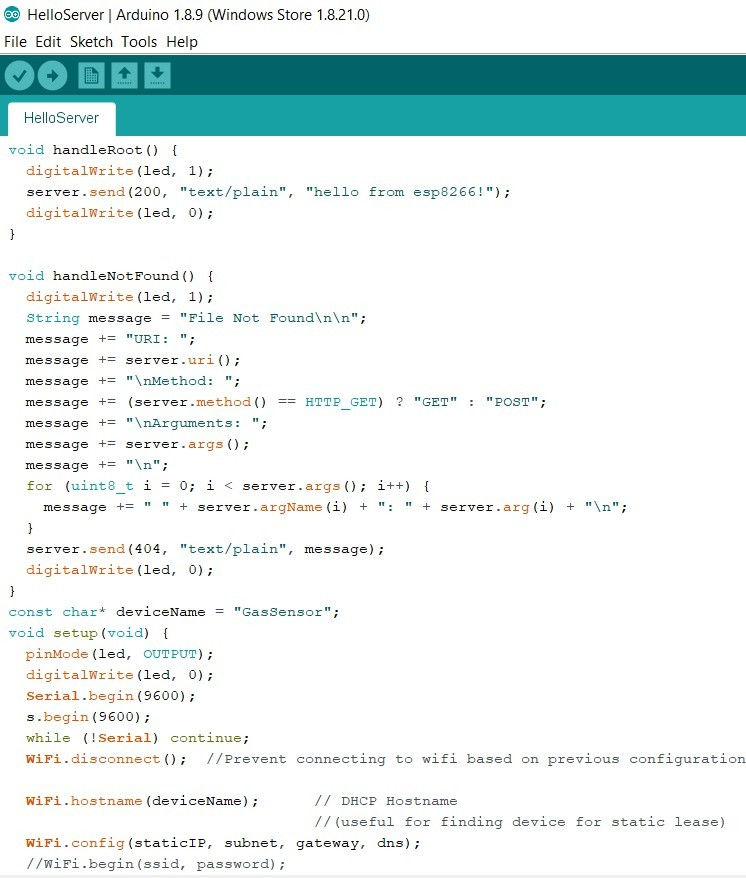 HelloServer | Arduino 1.8.9 (Windows Store 1.8.21.0)
File Edit Sketch Tools Help
HelloServer
void handleRoot() {
  digitalWrite(led, 1);
  server.send(200, "text/plain", "hello from esp8266!");
  digitalWrite(led, 0);
}

void handleNotFound() {
  digitalWrite(led, 1);
  String message = "File Not Found\n\n";
  message += "URI: ";
  message += server.uri();
  message += "\nMethod: ";
  message += (server.method() == HTTP_GET) ? "GET" : "POST";
  message += "\nArguments: ";
  message += server.args();
  message += "\n";
  for (uint8_t i = 0; i < server.args(); i++) {
    message += " " + server.argName(i) + ": " + server.arg(i) + "\n";
  }
  server.send(404, "text/plain", message);
  digitalWrite(led, 0);
}
const char* deviceName = "GasSensor";
void setup(void) {
  pinMode(led, OUTPUT);
  digitalWrite(led, 0);
  Serial.begin(9600);
  s.begin(9600);
  while (!Serial) continue;
  WiFi.disconnect();  //Prevent connecting to wifi based on previous configuration

  WiFi.hostname(deviceName);      // DHCP Hostname
                                  //(useful for finding device for static lease)
  WiFi.config(staticIP, subnet, gateway, dns);
  //WiFi.begin(ssid, password);